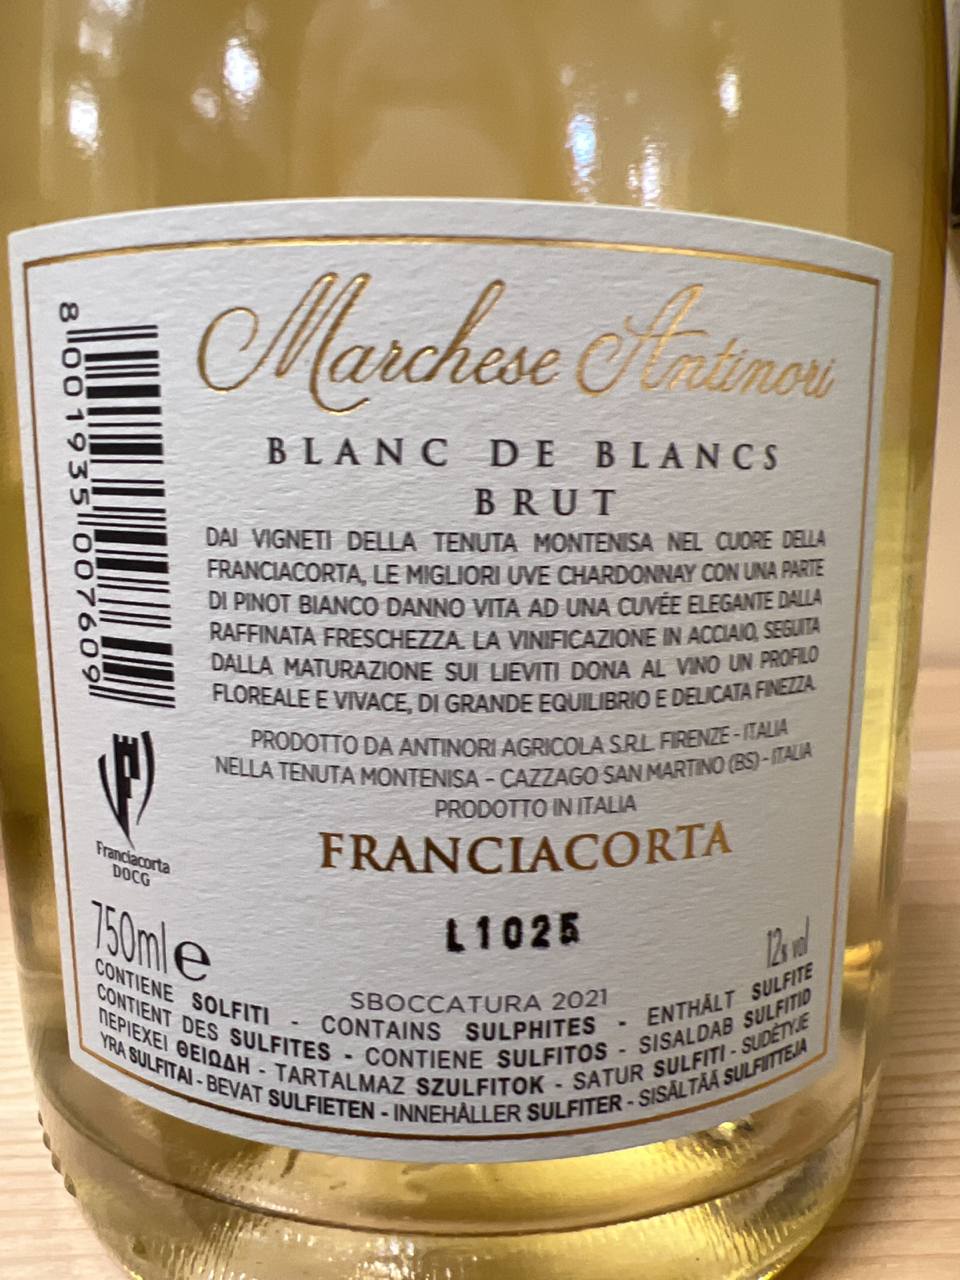 Marchese Antinori
BLANC DE BLANCS
BRUT
DAI VIGNETI DELLA TENUTA MONTENISA NEL CUORE DELLA
FRANCIACORTA, LE MIGLIORI UVE CHARDONNAY CON UNA PARTE
DI PINOT BIANCO DANNO VITA AD UNA CUVÉE ELEGANTE DALLA
RAFFINATA FRESCHEZZA. LA VINIFICAZIONE IN ACCIAIO, SEGUITA
DALLA MATURAZIONE SUI LIEVITI DONA AL VINO UN PROFILO
FLOREALE E VIVACE, DI GRANDE EQUILIBRIO E DELICATA FINEZZA.
PRODOTTO DA ANTINORI AGRICOLA S.R.L. FIRENZE - ITALIA
NELLA TENUTA MONTENISA - CAZZAGO SAN MARTINO (BS) - ITALIA
PRODOTTO IN ITALIA
FRANCIACORTA
8 001935 007609
Franciacorta
DOCG
L1025
750ml e
12% vol
SBOCCATURA 2021
CONTIENE SOLFITI - CONTAINS SULPHITES - ENTHÄLT SULFITE
CONTIENT DES SULFITES - CONTIENE SULFITOS - SISALDAB SULFITID
ΠΕΡΙΕΧΕΙ ΘΕΙΩΔΗ - TARTALMAZ SZULFITOK - SATUR SULFITI - SUDĖTYJE
YRA SULFITAI - BEVAT SULFIETEN - INNEHÅLLER SULFITER - SISÄLTÄÄ SULFIITTEJA